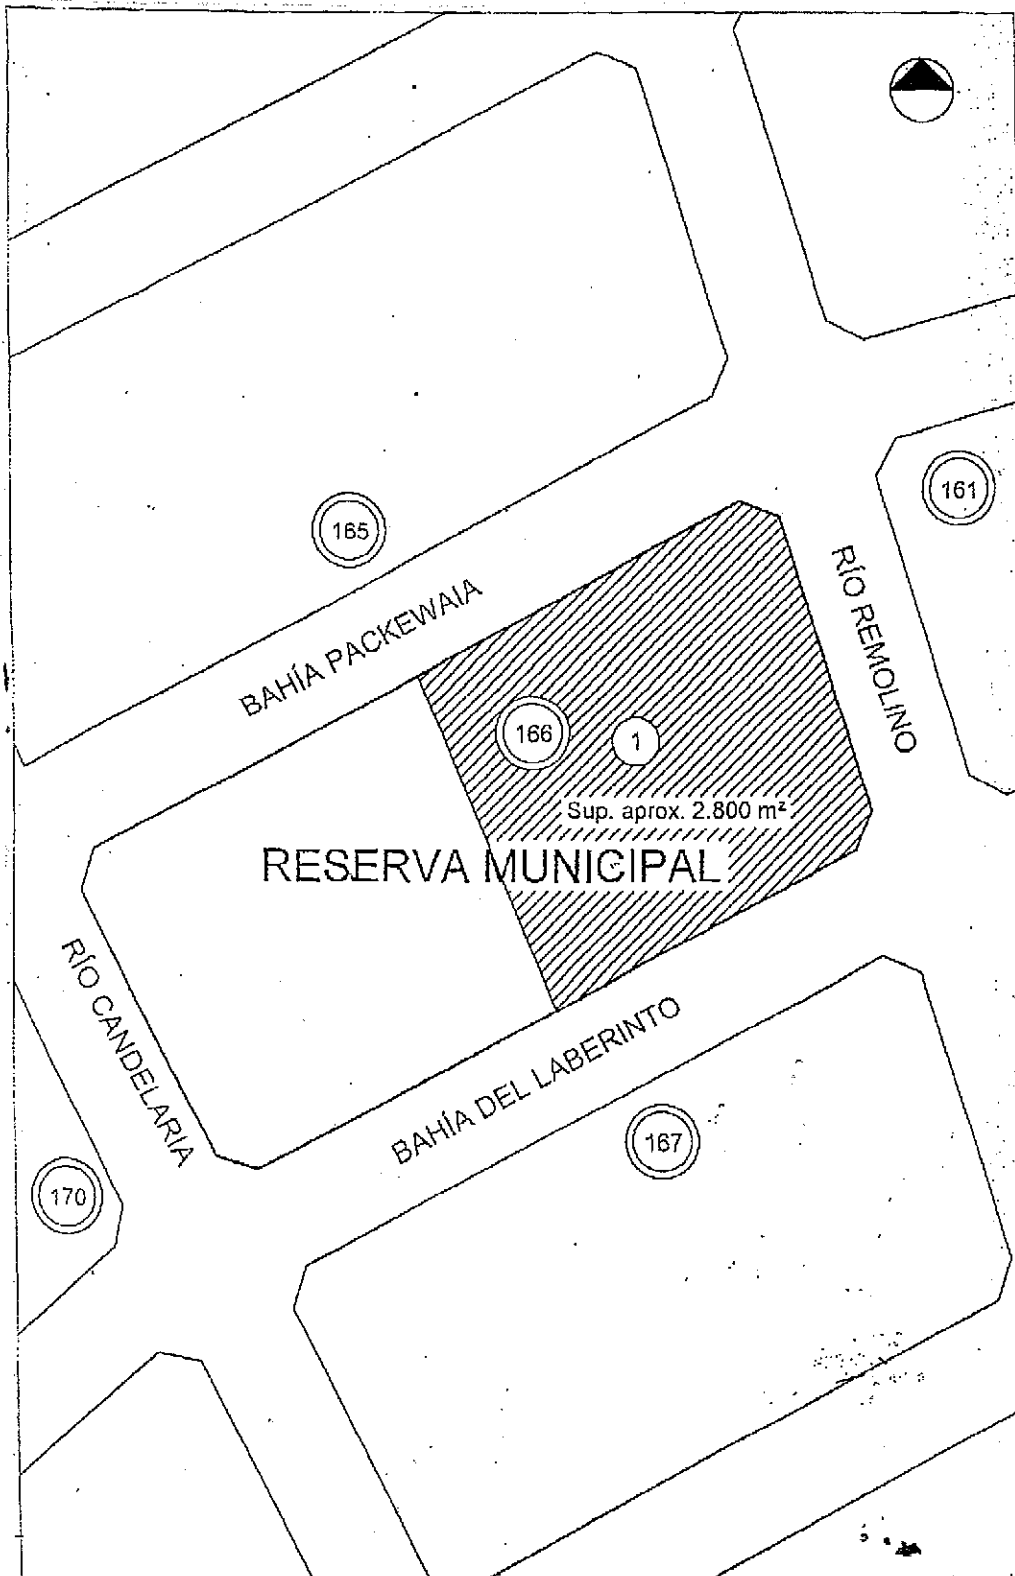 161
165
BAHÍA PACKEWAIA
RÍO REMOLINO
166
1
Sup. aprox. 2.800 m²
RESERVA MUNICIPAL
RÍO CANDELARIA
BAHÍA DEL LABERINTO
167
170